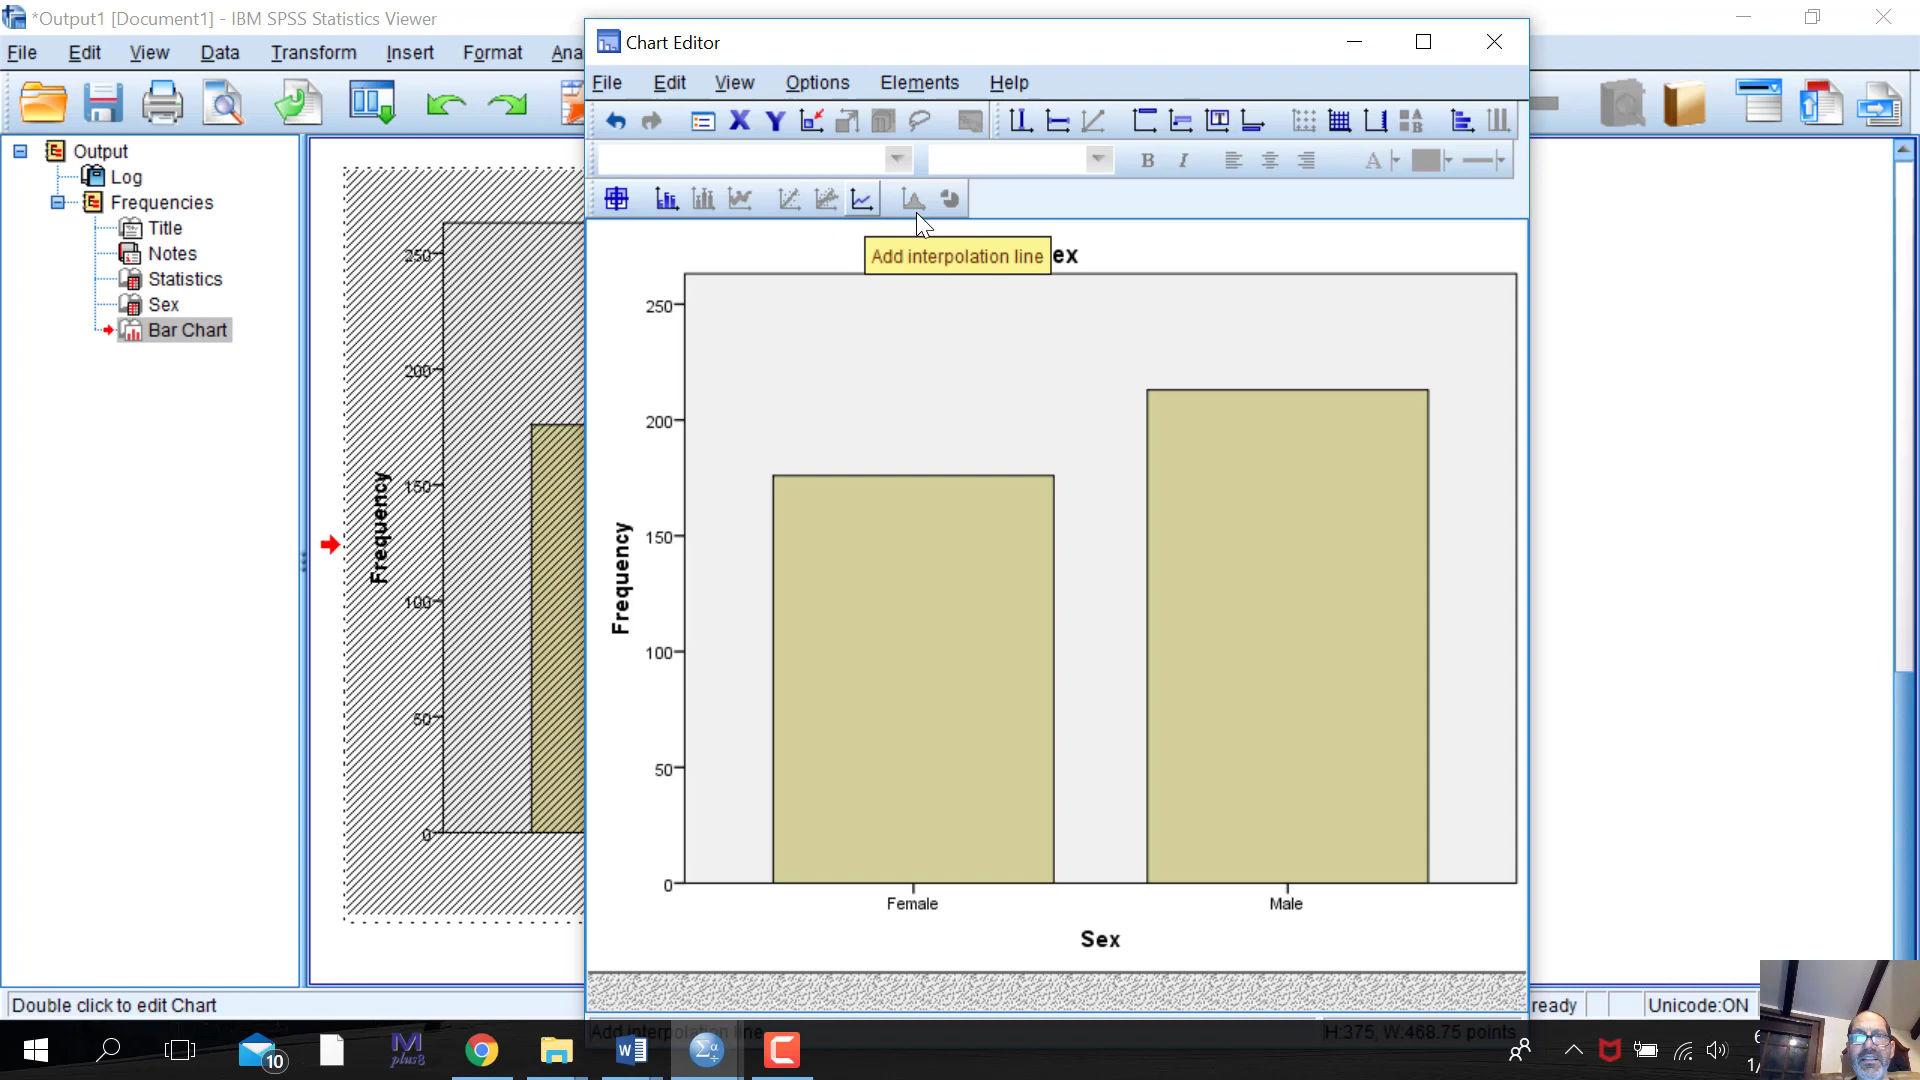 *Output1 [Document1] - IBM SPSS Statistics Viewer
File Edit View Data Transform Insert Format Ana
Chart Editor
File Edit View Options Elements Help
X Y
B I A
Output
Log
Frequencies
Title
Notes
Statistics
Sex
Bar Chart
250
200
150
100
50
0
Frequency
Add interpolation line
ex
250
200
150
100
50
0
Frequency
Female
Male
Sex
Double click to edit Chart
ready
Unicode:ON
H:375, W:468.75 points
10
M
plus8